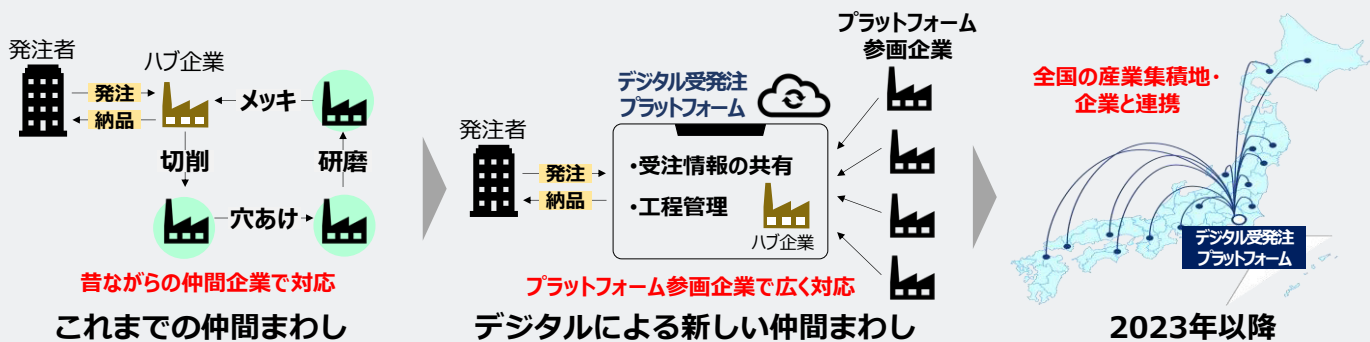 発注者
ハブ企業
発注
納品
メッキ
切削
研磨
穴あけ
昔ながらの仲間企業で対応
これまでの仲間まわし
プラットフォーム
参画企業
デジタル受発注
プラットフォーム
発注者
発注
納品
・受注情報の共有
・工程管理
ハブ企業
プラットフォーム参画企業で広く対応
デジタルによる新しい仲間まわし
全国の産業集積地・
企業と連携
デジタル受発注
プラットフォーム
2023年以降